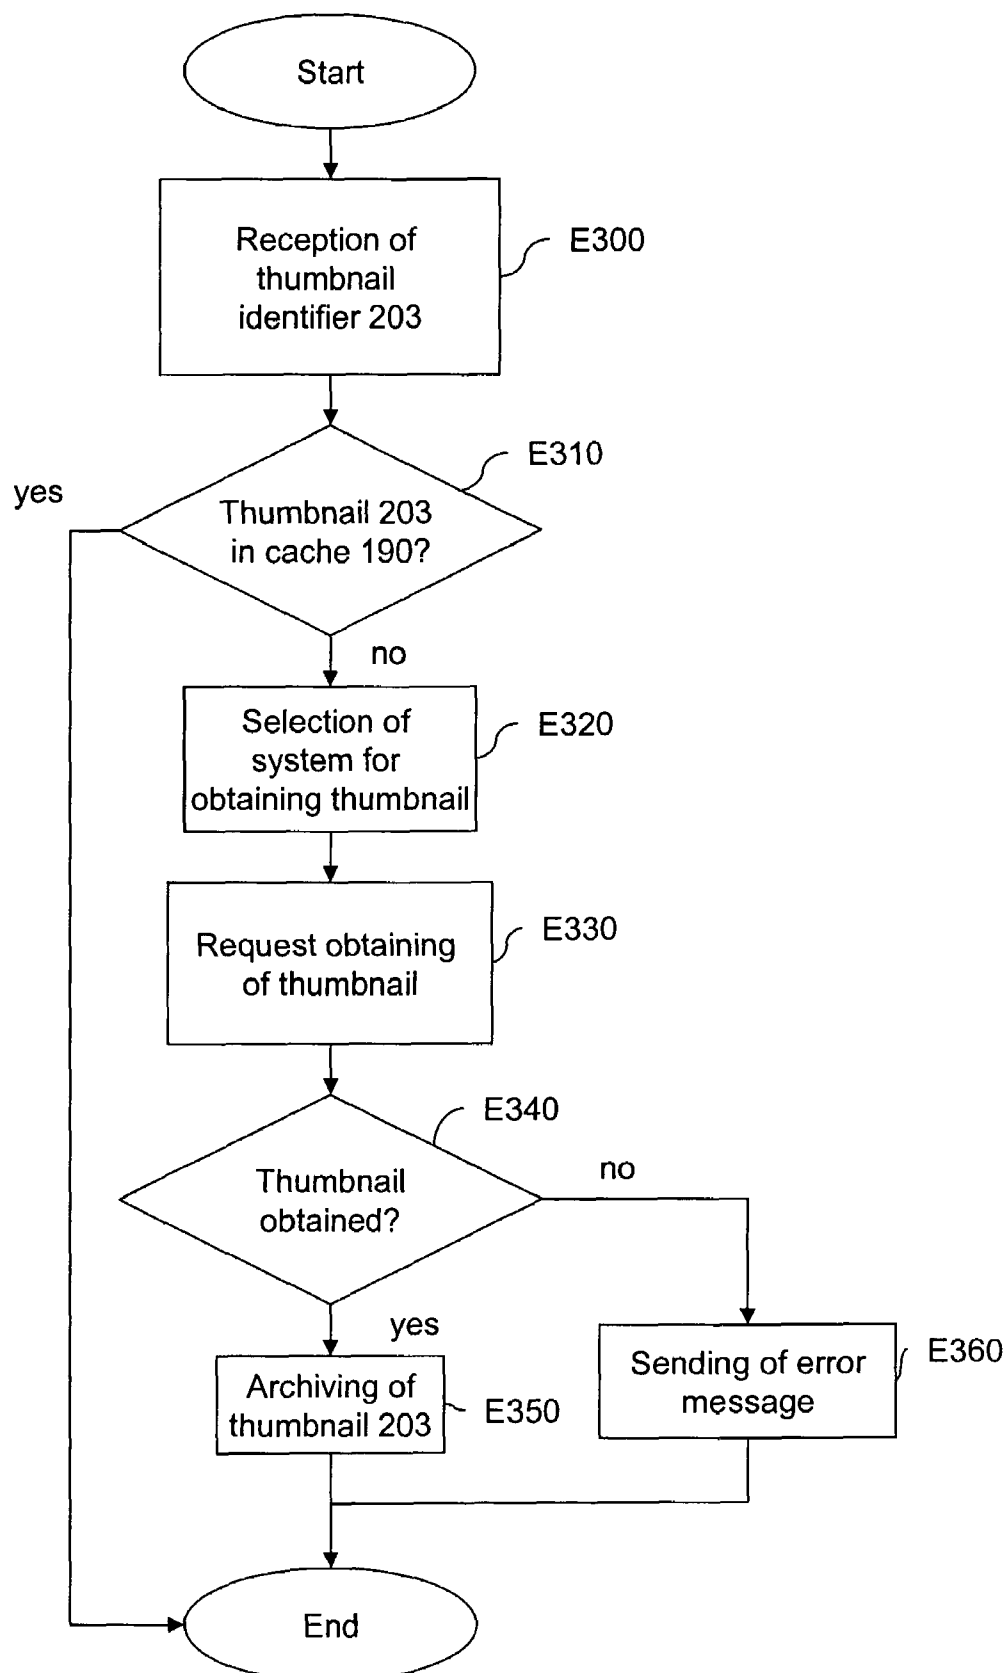 Start
Reception of
thumbnail
identifier 203
E300
E310
yes
Thumbnail 203
in cache 190?
no
Selection of
system for
obtaining thumbnail
E320
Request obtaining
of thumbnail
E330
E340
Thumbnail
obtained?
no
yes
Archiving of
thumbnail 203
E350
Sending of error
message
E360
End